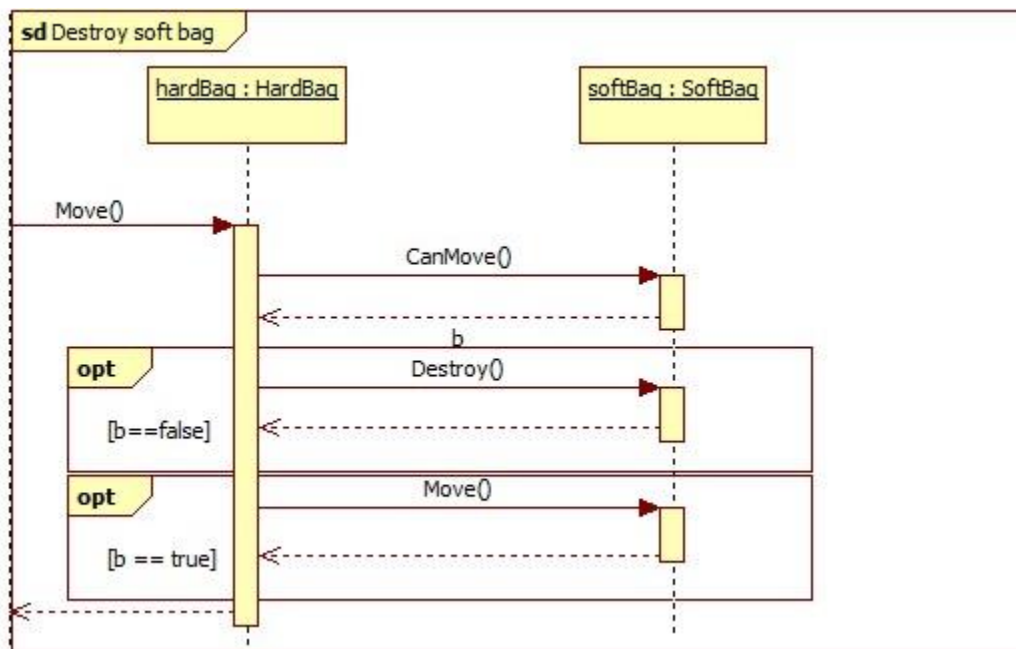 sd Destroy soft bag
hardBag : HardBag
softBag : SoftBag
Move()
CanMove()
b
opt
Destroy()
[b==false]
opt
Move()
[b == true]